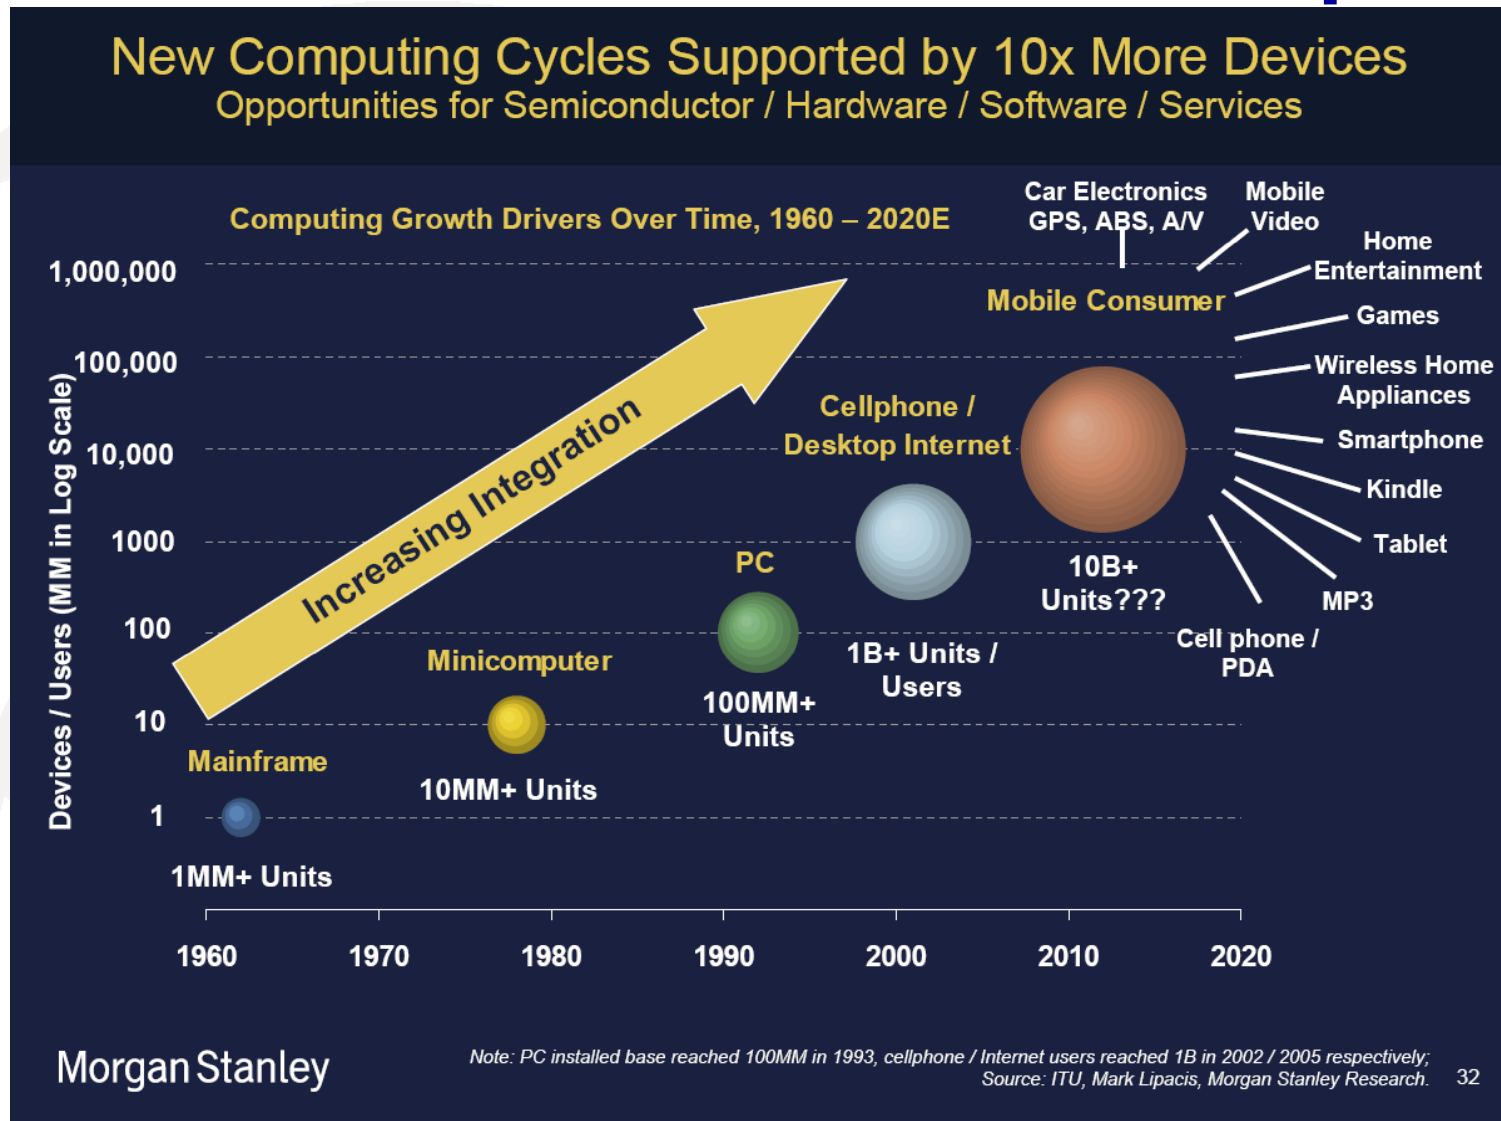 New Computing Cycles Supported by 10x More Devices
Opportunities for Semiconductor / Hardware / Software / Services
Computing Growth Drivers Over Time, 1960 – 2020E
Car Electronics
GPS, ABS, A/V
Mobile
Video
Home
Entertainment
Games
Wireless Home
Appliances
Smartphone
Kindle
Tablet
MP3
Cell phone /
PDA
Devices / Users (MM in Log Scale)
1,000,000
100,000
10,000
1000
100
10
1
Increasing Integration
Mobile Consumer
10B+
Units???
Cellphone /
Desktop Internet
1B+ Units /
Users
PC
100MM+
Units
Minicomputer
10MM+ Units
Mainframe
1MM+ Units
1960
1970
1980
1990
2000
2010
2020
Morgan Stanley
Note: PC installed base reached 100MM in 1993, cellphone / Internet users reached 1B in 2002 / 2005 respectively;
Source: ITU, Mark Lipacis, Morgan Stanley Research.
32